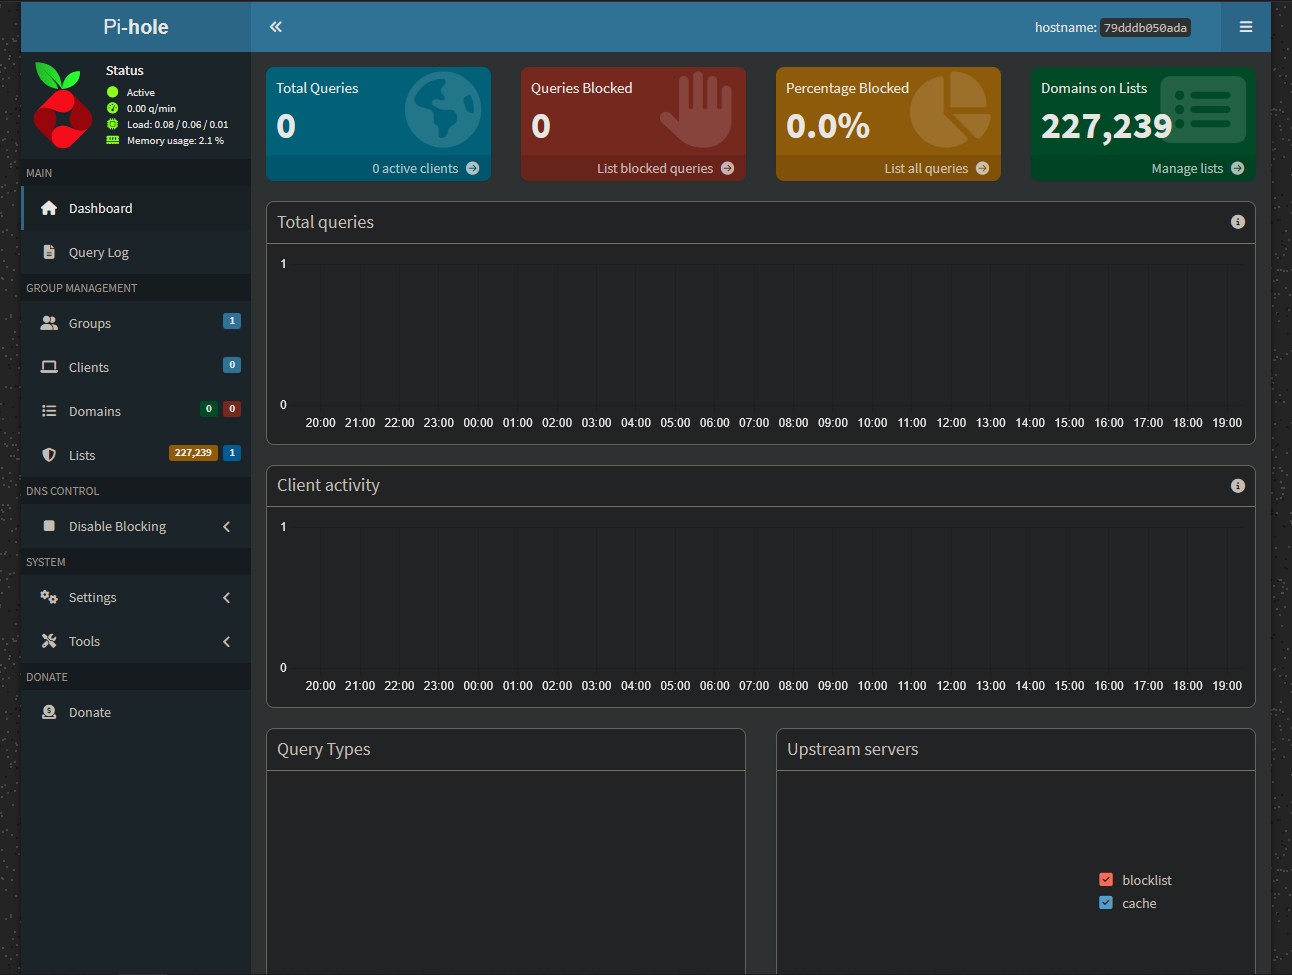 Pi-hole
hostname: 79dddb050ada
Status
Active
0.00 q/min
Load: 0.08 / 0.06 / 0.01
Memory usage: 2.1 %
MAIN
Dashboard
Query Log
GROUP MANAGEMENT
Groups 1
Clients 0
Domains 0 0
Lists 227,239 1
DNS CONTROL
Disable Blocking
SYSTEM
Settings
Tools
DONATE
Donate
Total Queries
0
0 active clients
Queries Blocked
0
List blocked queries
Percentage Blocked
0.0%
List all queries
Domains on Lists
227,239
Manage lists
Total queries
1
0
20:00 21:00 22:00 23:00 00:00 01:00 02:00 03:00 04:00 05:00 06:00 07:00 08:00 09:00 10:00 11:00 12:00 13:00 14:00 15:00 16:00 17:00 18:00 19:00
Client activity
1
0
20:00 21:00 22:00 23:00 00:00 01:00 02:00 03:00 04:00 05:00 06:00 07:00 08:00 09:00 10:00 11:00 12:00 13:00 14:00 15:00 16:00 17:00 18:00 19:00
Query Types
Upstream servers
blocklist
cache